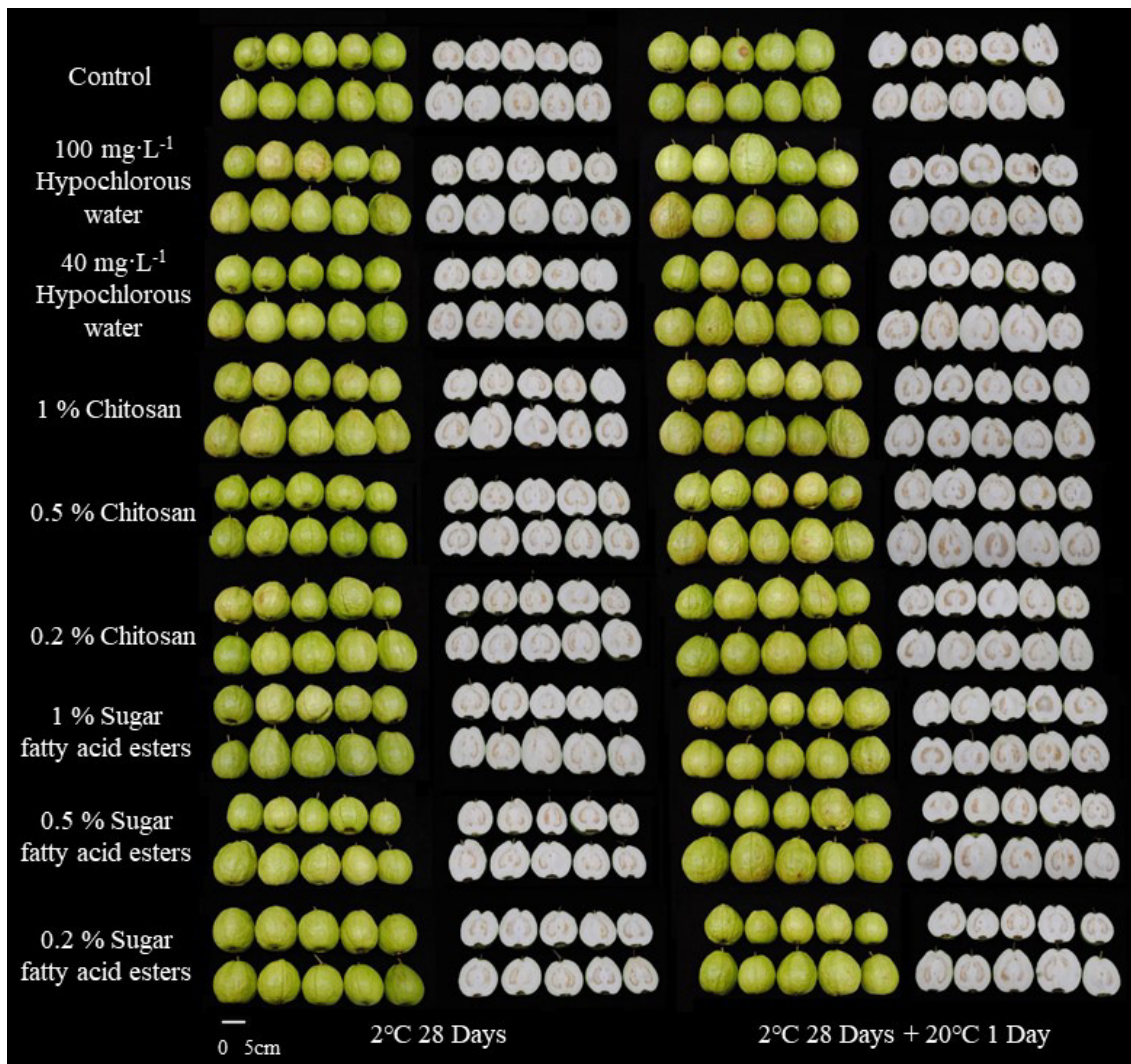 Control
100 mg·L⁻¹
Hypochlorous
water
40 mg·L⁻¹
Hypochlorous
water
1 % Chitosan
0.5 % Chitosan
0.2 % Chitosan
1 % Sugar
fatty acid esters
0.5 % Sugar
fatty acid esters
0.2 % Sugar
fatty acid esters
0 5cm
2℃ 28 Days
2℃ 28 Days + 20℃ 1 Day